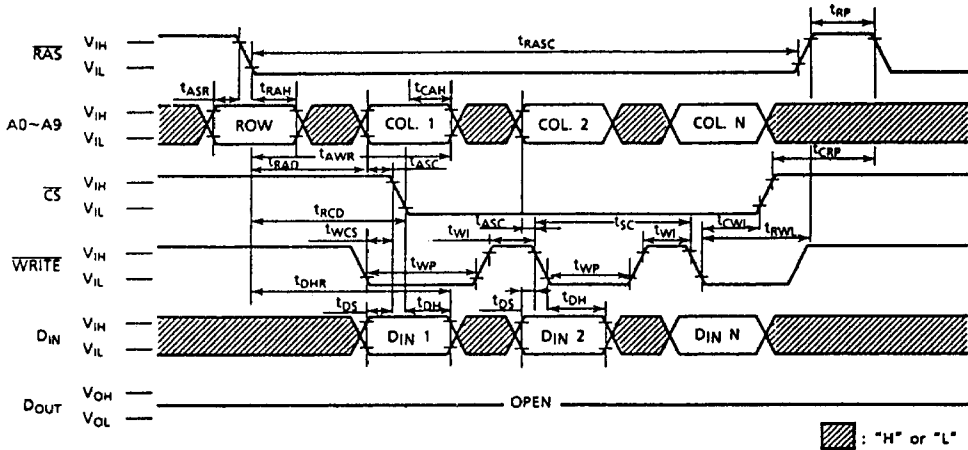 tRP
RAS VIH
VIL
tRASC
tASR tRAH tCAH
A0~A9 VIH
VIL
ROW COL. 1 COL. 2 COL. N
tAWR
tRAD tASC tCRP
CS VIH
VIL
tRCD tASC tSC tCWL
tWCS tWI tWI tRWL
WRITE VIH
VIL
tWP tWP
tDHR
tDS tDH tDS tDH
DIN VIH
VIL
DIN 1 DIN 2 DIN N
DOUT VOH
VOL
OPEN
: "H" or "L"